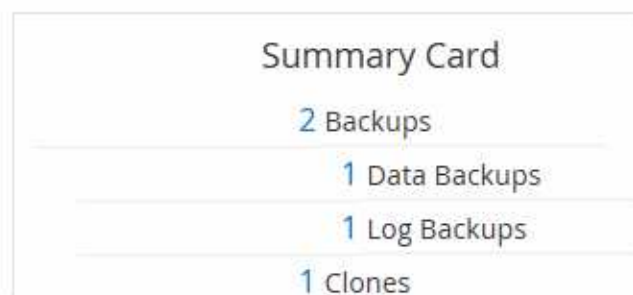 Summary Card
2 Backups
1 Data Backups
1 Log Backups
1 Clones